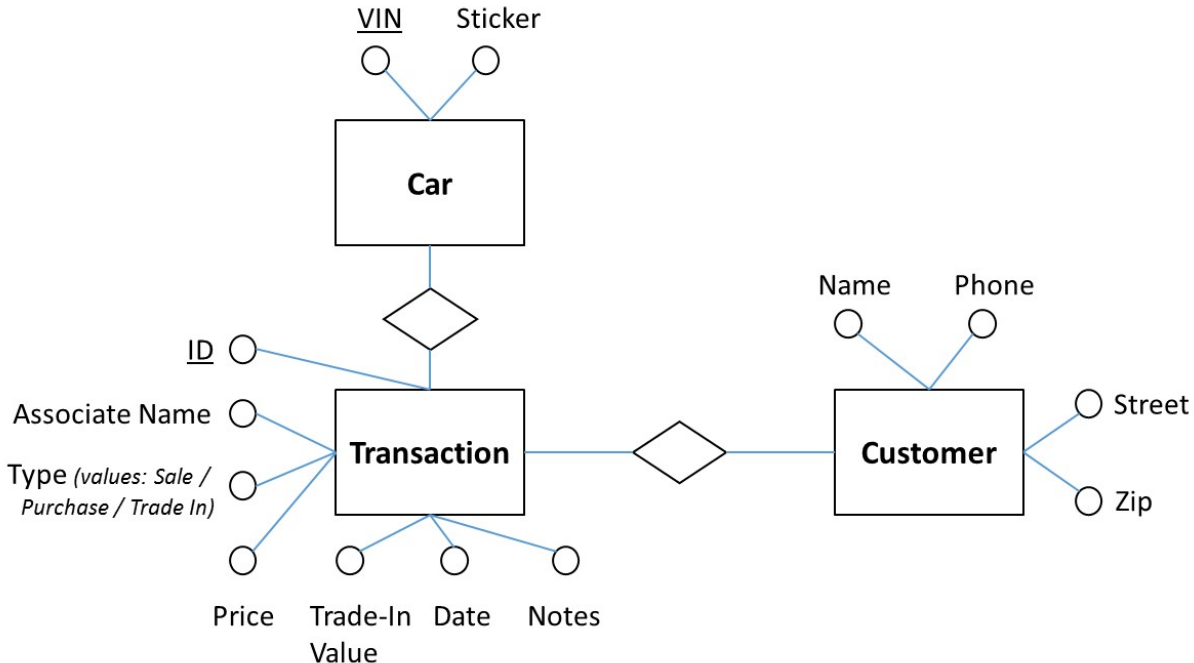 VIN Sticker
Car
Name Phone
ID
Associate Name
Street
Transaction
Customer
Type (values: Sale /
Purchase / Trade In)
Zip
Price Trade-In Date Notes
Value